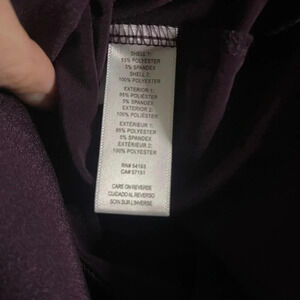 SHELL 1:
95% POLYESTER
5% SPANDEX
SHELL 2:
100% POLYESTER
EXTERIOR 1:
95% POLIÉSTER
5% SPANDEX
EXTERIOR 2:
100% POLIÉSTER
EXTÉRIEUR 1:
95% POLYESTER
5% SPANDEX
EXTÉRIEUR 2:
100% POLYESTER
RN# 54163
CA# 57151
CARE ON REVERSE
CUIDADO AL REVERSO
SOIN SUR L'INVERSE